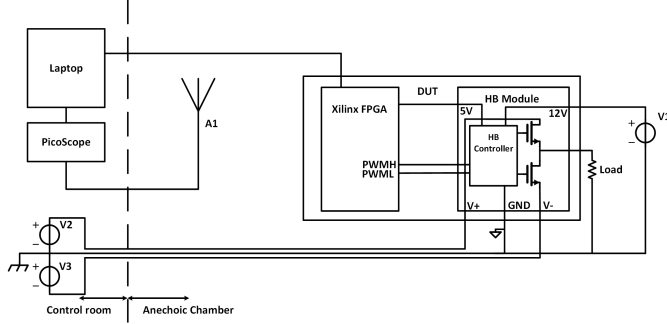 Laptop
PicoScope
A1
DUT
Xilinx FPGA
HB Module
5V
12V
HB
Controller
PWMH
PWML
V+
GND
V-
Load
+
V1
−
+
V2
−
+
V3
−
Control room
Anechoic Chamber